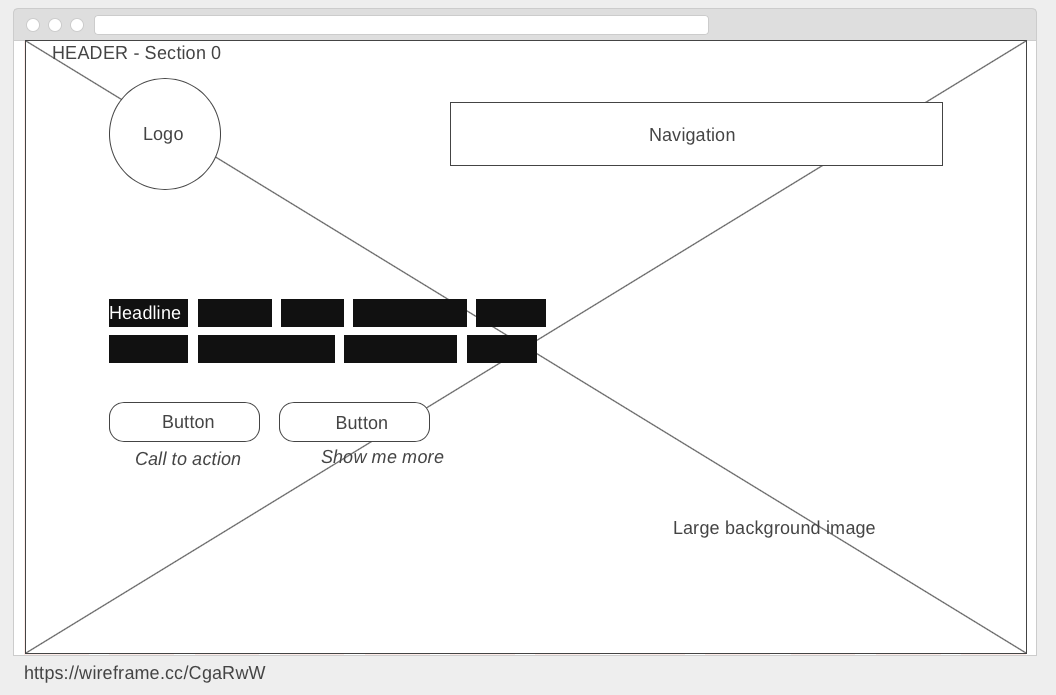 HEADER - Section 0
Logo
Navigation
Headline
Button
Button
Call to action
Show me more
Large background image
https://wireframe.cc/CgaRwW